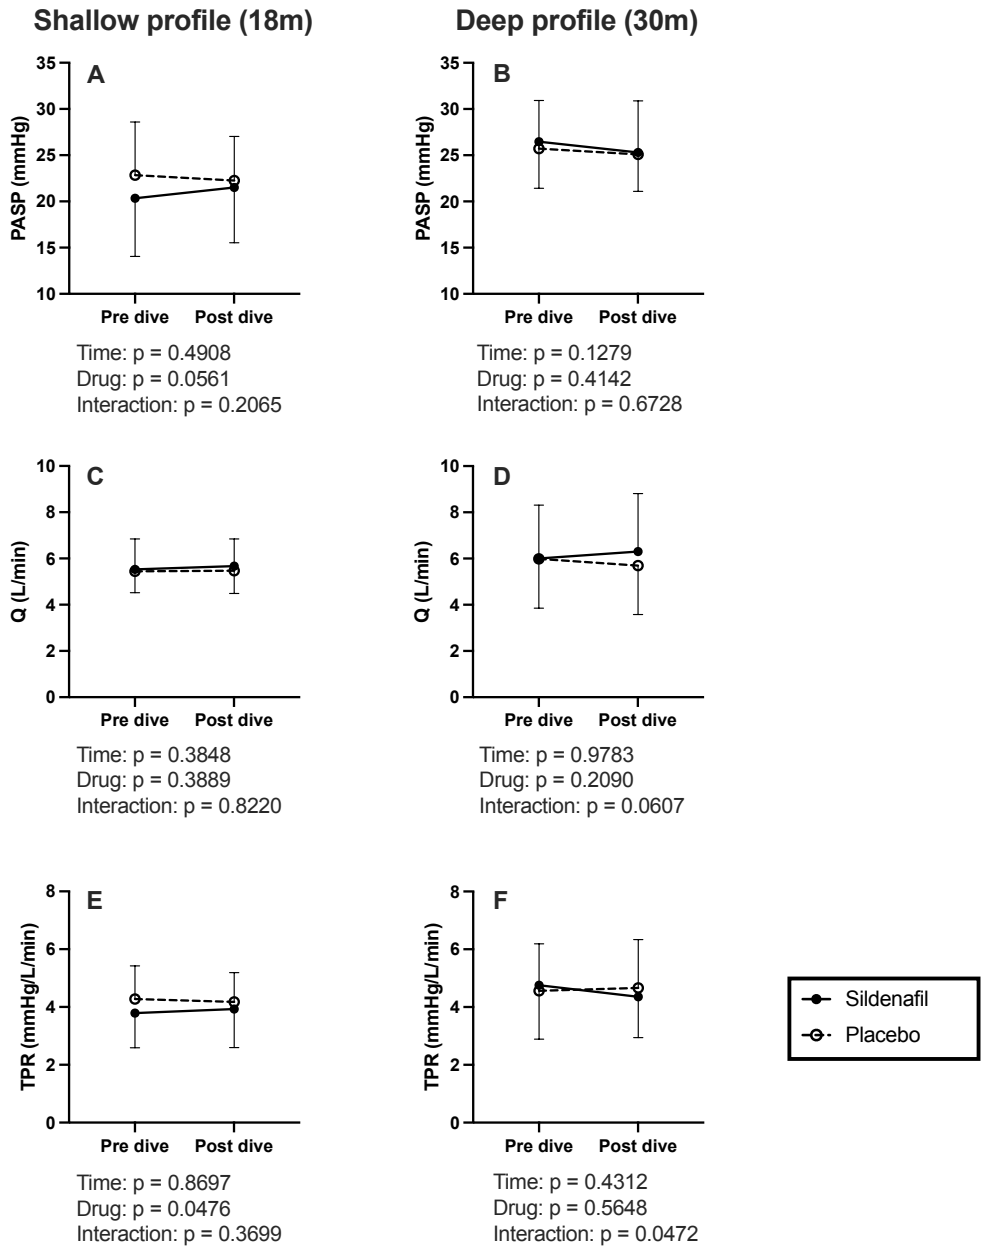 Shallow profile (18m)
Deep profile (30m)
A
PASP (mmHg)
35
30
25
20
15
10
Pre dive Post dive
Time: p = 0.4908
Drug: p = 0.0561
Interaction: p = 0.2065
B
PASP (mmHg)
35
30
25
20
15
10
Pre dive Post dive
Time: p = 0.1279
Drug: p = 0.4142
Interaction: p = 0.6728
C
Q (L/min)
10
8
6
4
2
0
Pre dive Post dive
Time: p = 0.3848
Drug: p = 0.3889
Interaction: p = 0.8220
D
Q (L/min)
10
8
6
4
2
0
Pre dive Post dive
Time: p = 0.9783
Drug: p = 0.2090
Interaction: p = 0.0607
E
TPR (mmHg/L/min)
8
6
4
2
0
Pre dive Post dive
Time: p = 0.8697
Drug: p = 0.0476
Interaction: p = 0.3699
F
TPR (mmHg/L/min)
8
6
4
2
0
Pre dive Post dive
Time: p = 0.4312
Drug: p = 0.5648
Interaction: p = 0.0472
Sildenafil
Placebo